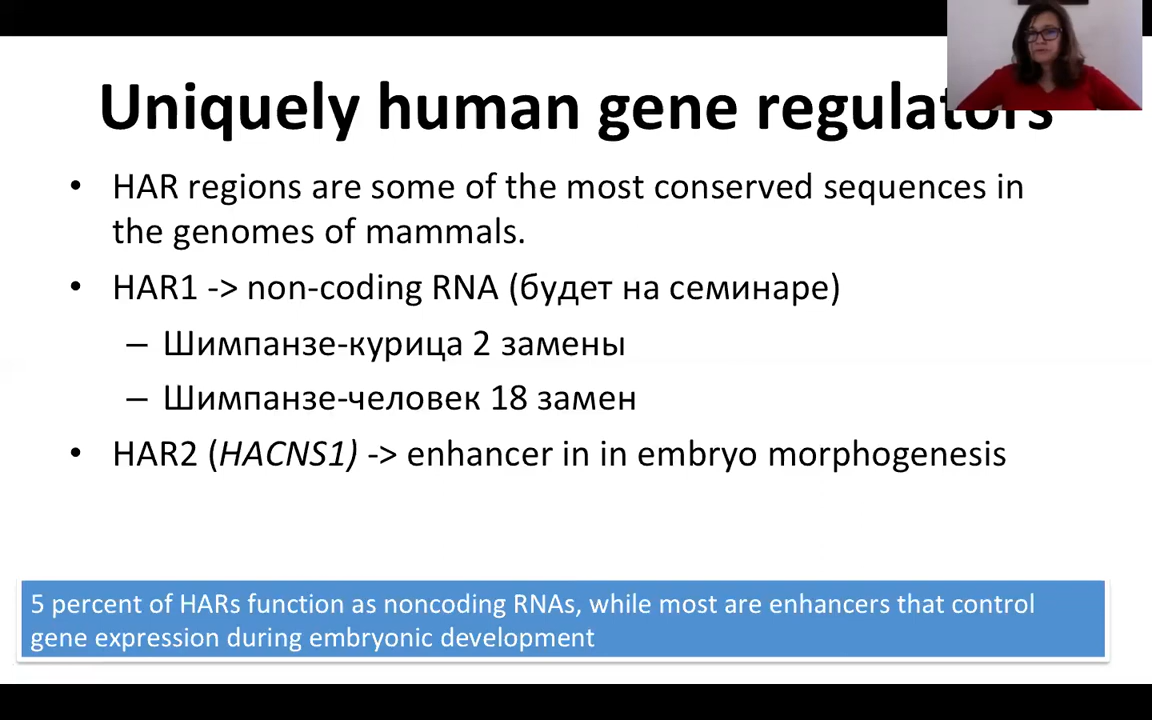 Uniquely human gene regulators
• HAR regions are some of the most conserved sequences in
the genomes of mammals.
• HAR1 -> non-coding RNA (будет на семинаре)
– Шимпанзе-курица 2 замены
– Шимпанзе-человек 18 замен
• HAR2 (HACNS1) -> enhancer in in embryo morphogenesis
5 percent of HARs function as noncoding RNAs, while most are enhancers that control
gene expression during embryonic development